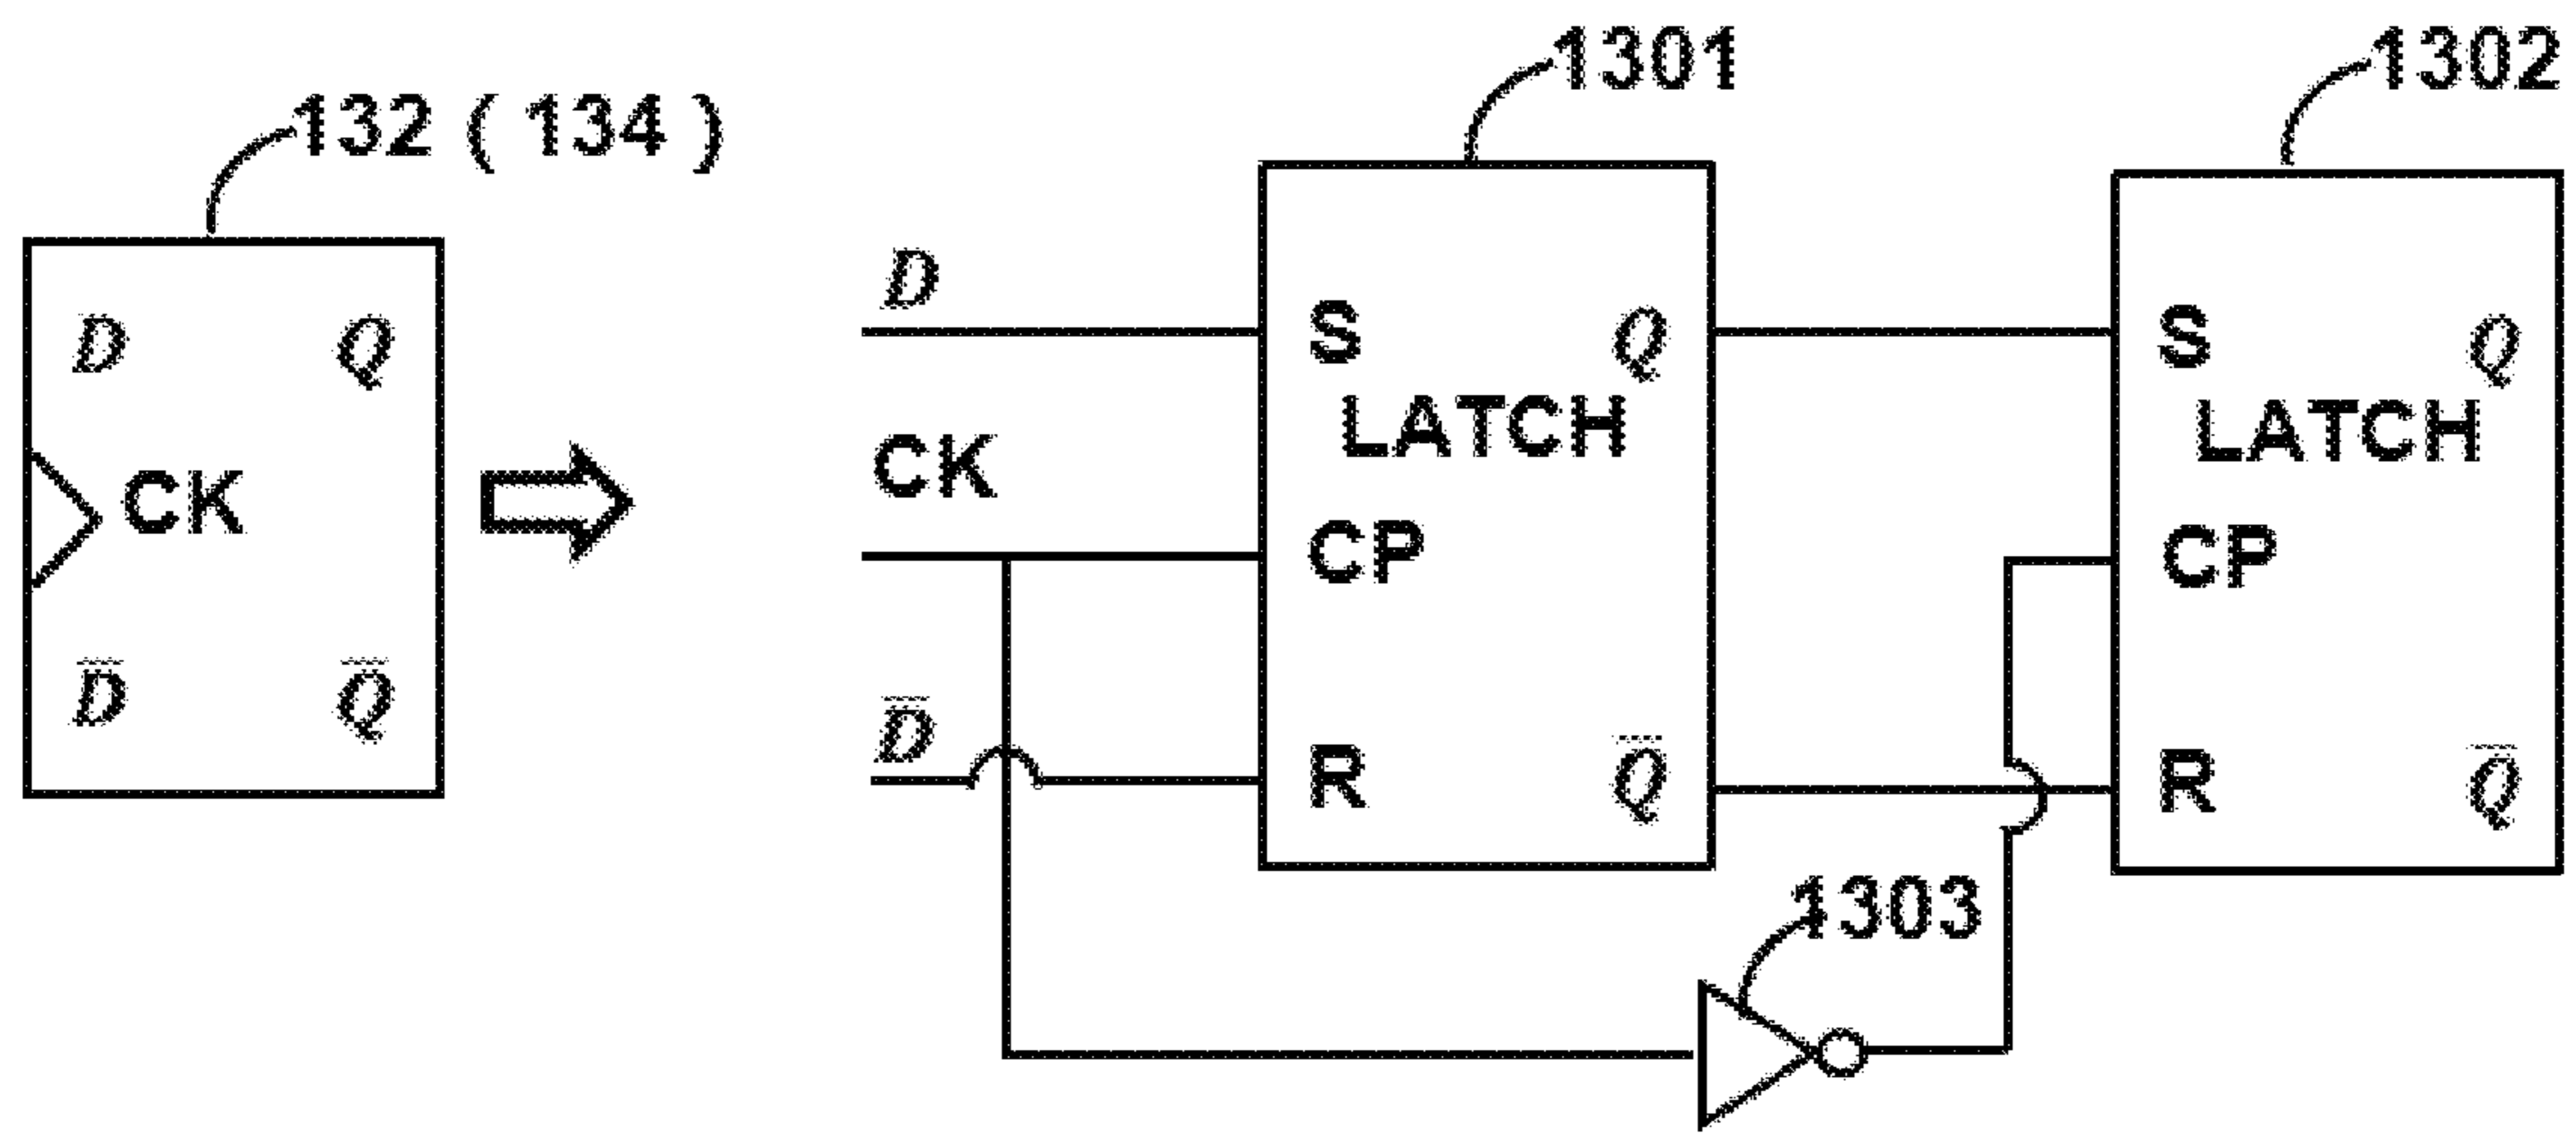 132 ( 134 )
D Q
CK
D̅ Q̅
1301
1302
D
CK
D̅
S Q
LATCH
CP
R Q̅
S Q
LATCH
CP
R Q̅
1303